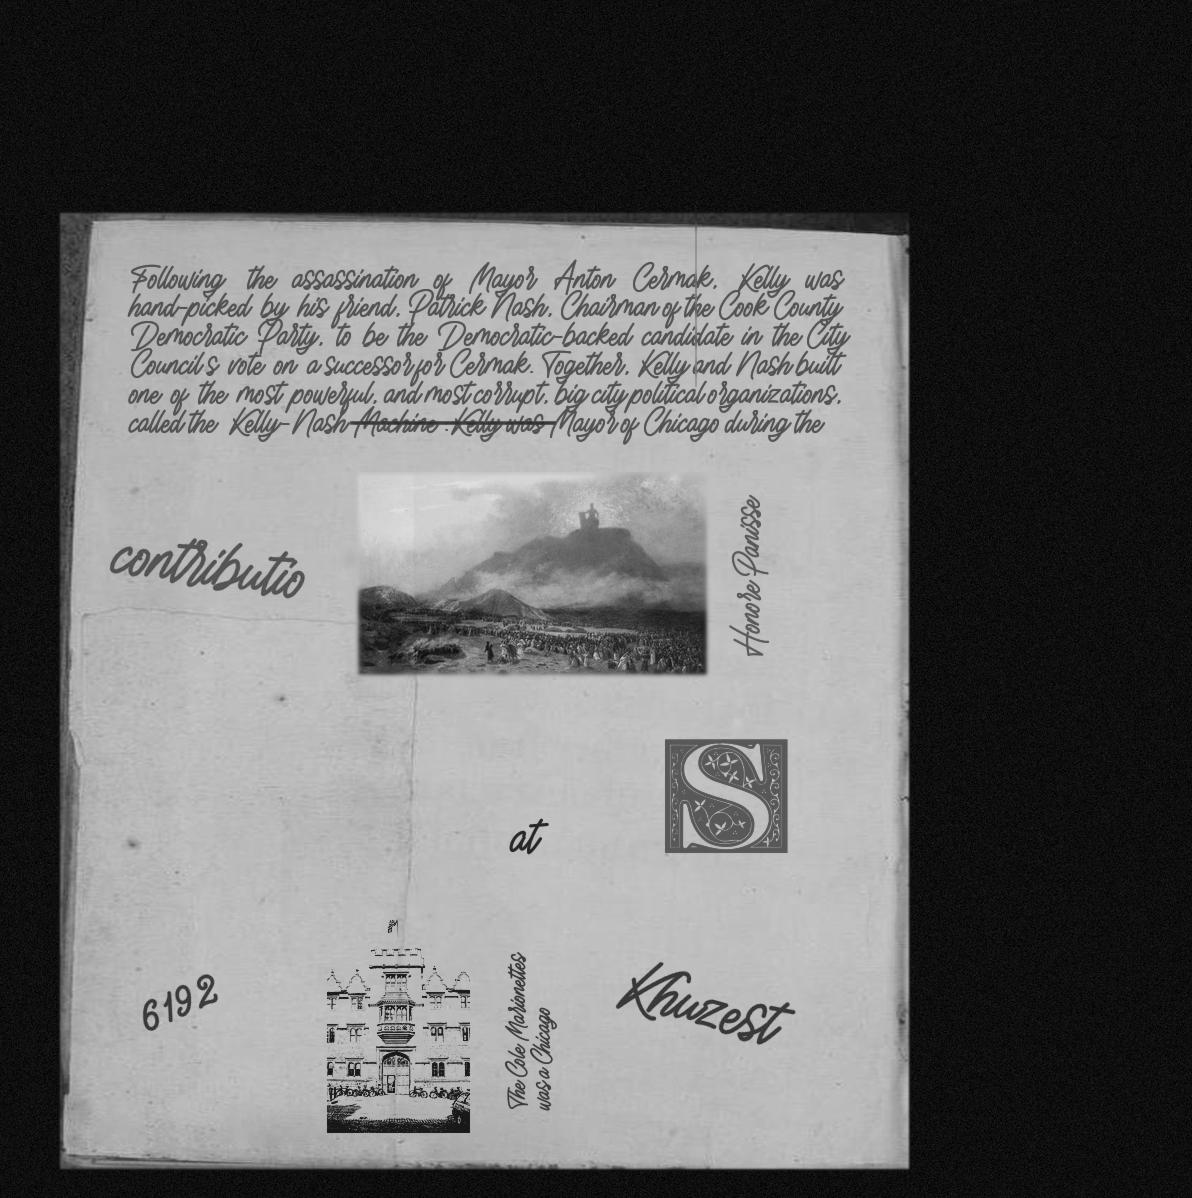 Following the assassination of Mayor Anton Cermak, Kelly was
hand-picked by his friend, Patrick Nash, Chairman of the Cook County
Democratic Party, to be the Democratic-backed candidate in the City
Council's vote on a successor for Cermak. Together, Kelly and Nash built
one of the most powerful, and most corrupt, big city political organizations,
called the Kelly-Nash Machine . Kelly was Mayor of Chicago during the
contributio
Honore Panisse
S
at
6192
The Cole Marionettes
was a Chicago
Khuzest